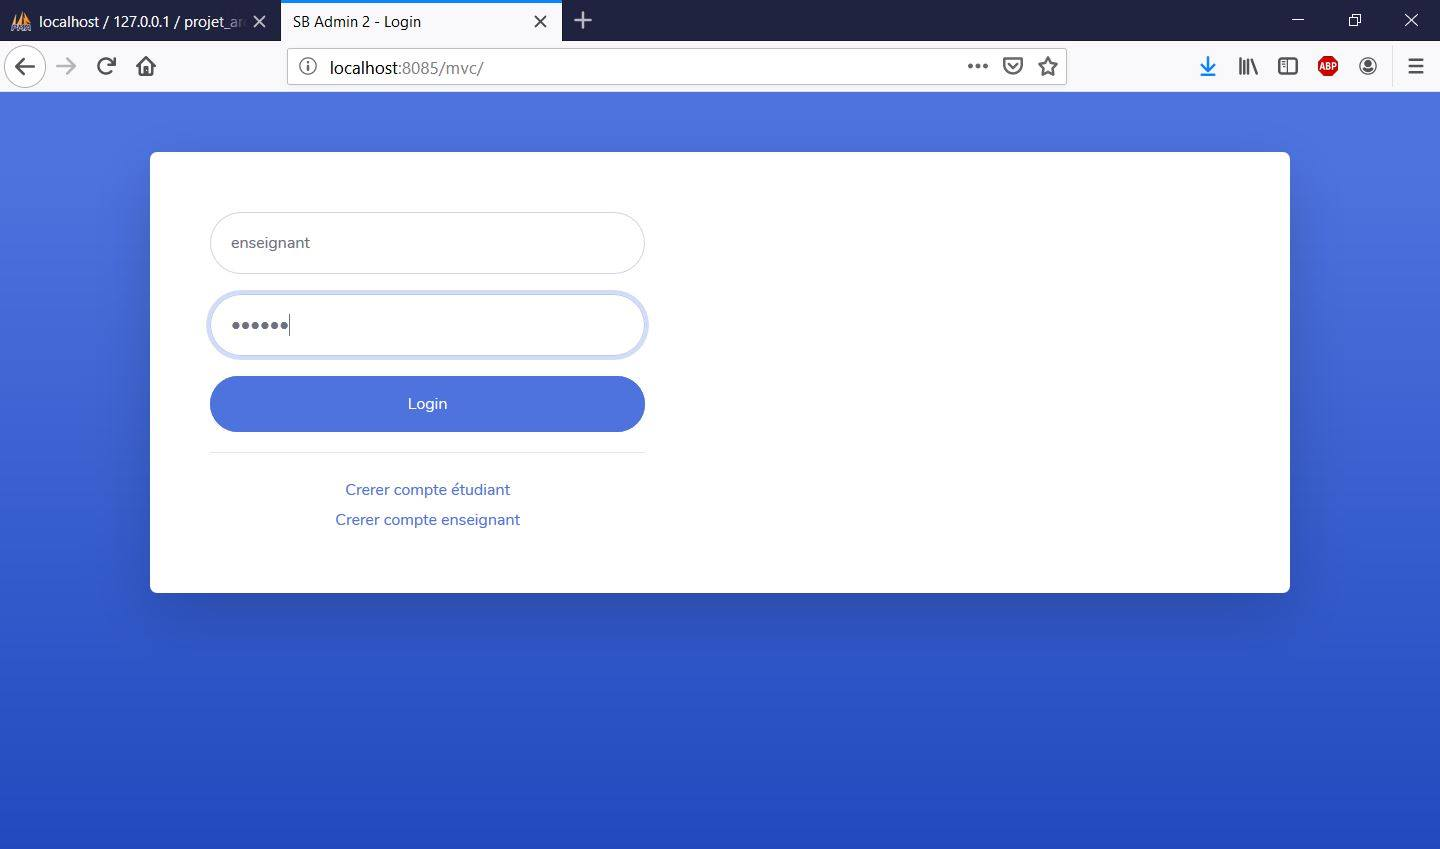 localhost / 127.0.0.1 / projet_ar
SB Admin 2 - Login
localhost:8085/mvc/
ABP
enseignant
••••••
Login
Crerer compte étudiant
Crerer compte enseignant